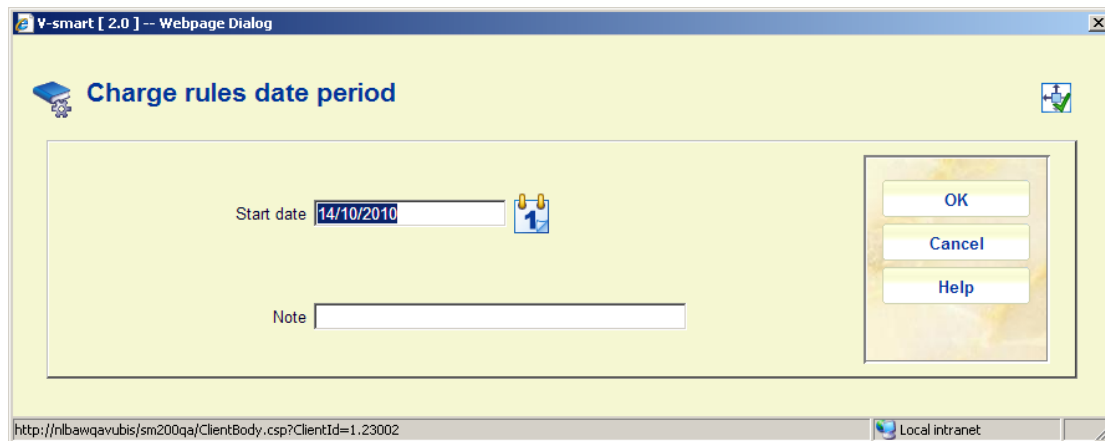 V-smart [ 2.0 ] -- Webpage Dialog
Charge rules date period
Start date 14/10/2010
1
OK
Cancel
Help
Note
http://nlbawqavubis/sm200qa/ClientBody.csp?ClientId=1.23002
Local intranet